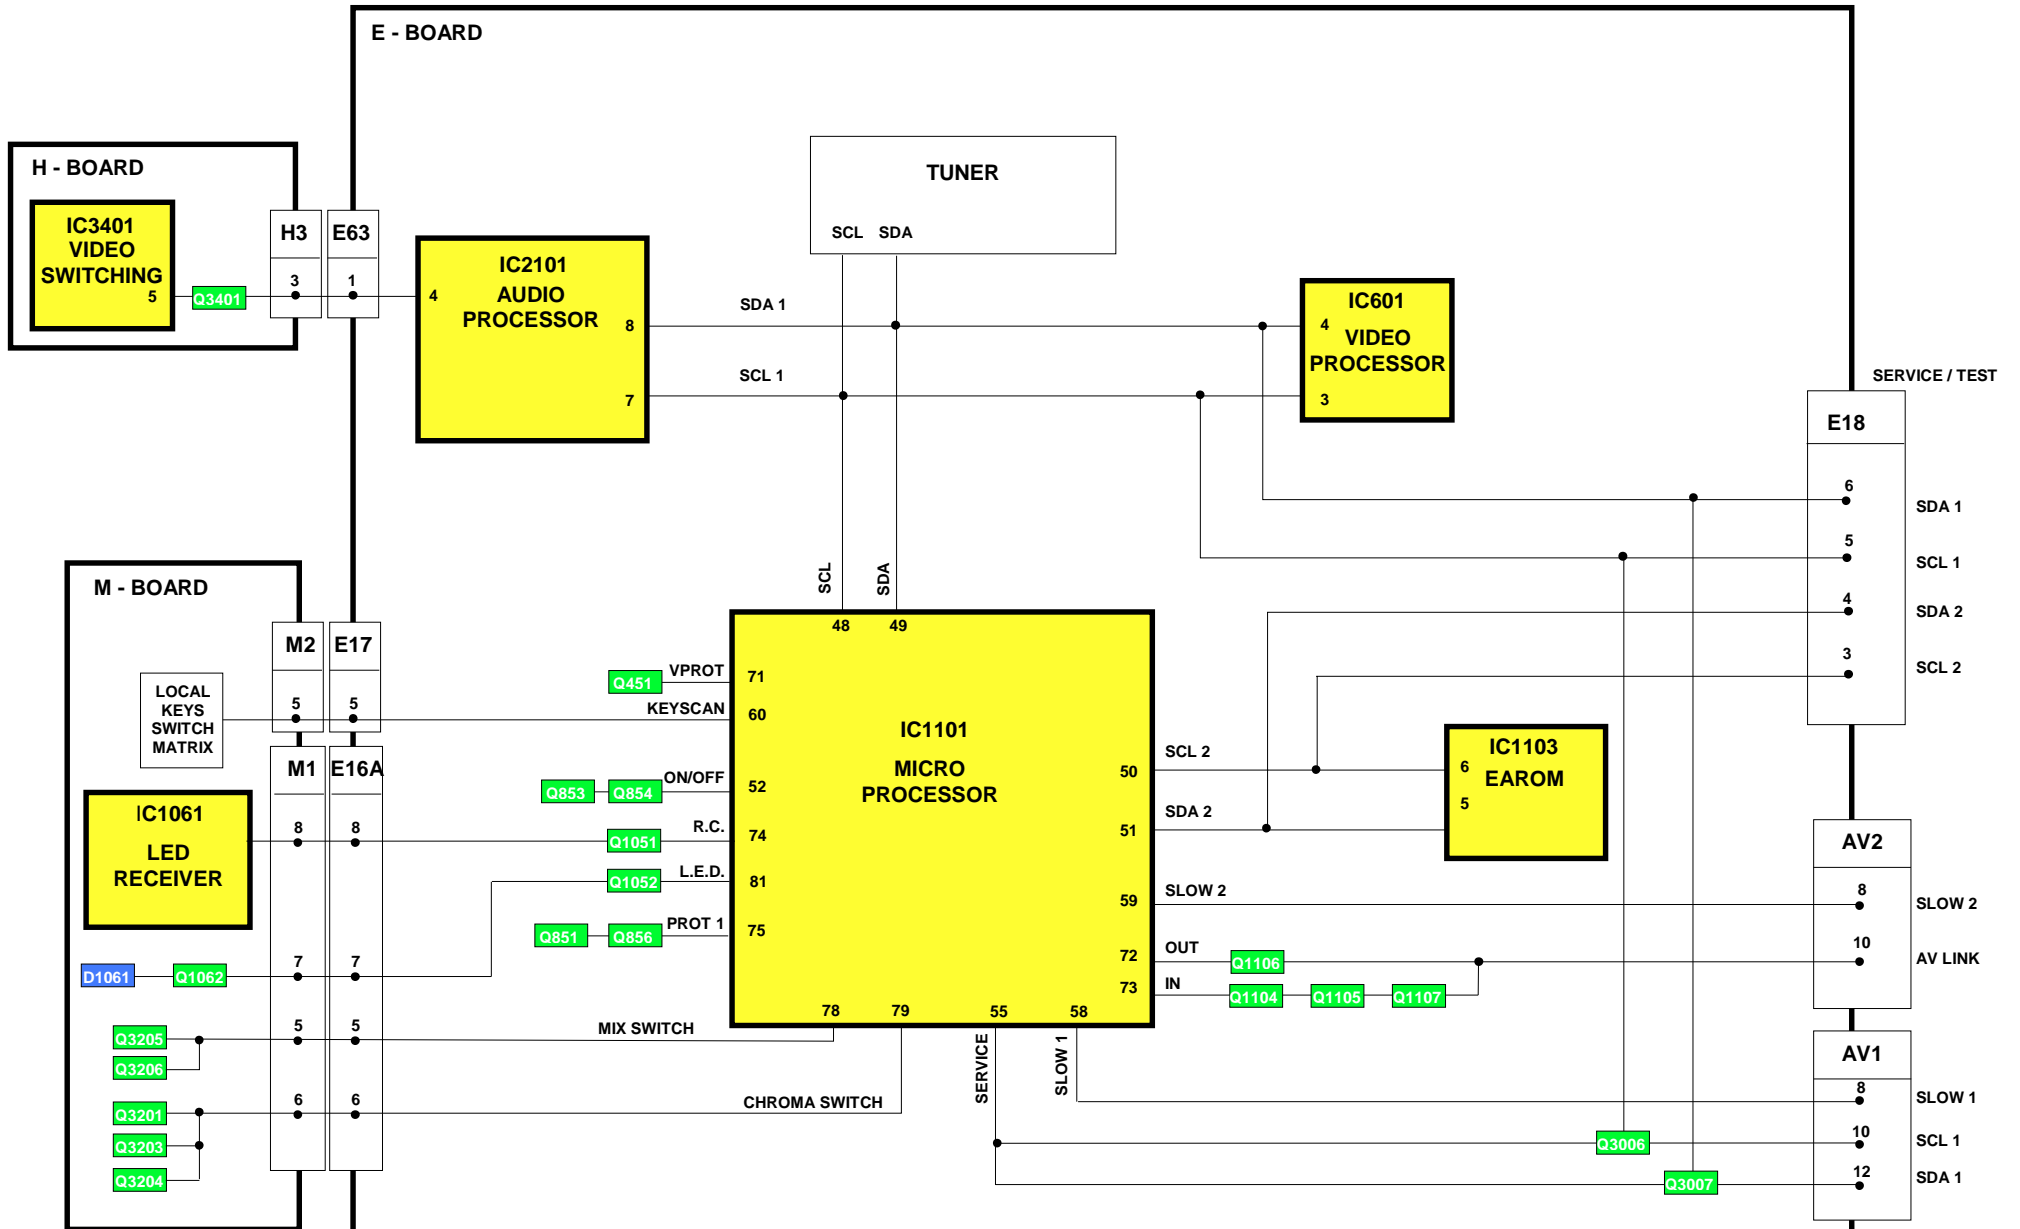 E - BOARD
H - BOARD
IC3401
VIDEO
SWITCHING
5
Q3401
H3
3
E63
1
IC2101
AUDIO
PROCESSOR
4
8
7
TUNER
SCL SDA
SDA 1
SCL 1
IC601
4
VIDEO
PROCESSOR
3
SERVICE / TEST
E18
6
SDA 1
5
SCL 1
4
SDA 2
3
SCL 2
SCL
SDA
M - BOARD
M2
5
E17
5
LOCAL
KEYS
SWITCH
MATRIX
M1
E16A
IC1061
LED
RECEIVER
8
8
D1061
Q1062
7
7
Q3205
Q3206
5
5
MIX SWITCH
Q3201
Q3203
Q3204
6
6
CHROMA SWITCH
Q451
VPROT
KEYSCAN
Q853
Q854
ON/OFF
Q1051
R.C.
Q1052
L.E.D.
Q851
Q856
PROT 1
48
49
71
60
52
74
81
75
IC1101
MICRO
PROCESSOR
50
51
59
72
73
78
79
55
58
SCL 2
SDA 2
IC1103
6
EAROM
5
SLOW 2
OUT
Q1106
IN
Q1104
Q1105
Q1107
SERVICE
SLOW 1
AV2
8
SLOW 2
10
AV LINK
AV1
8
SLOW 1
Q3006
10
SCL 1
Q3007
12
SDA 1